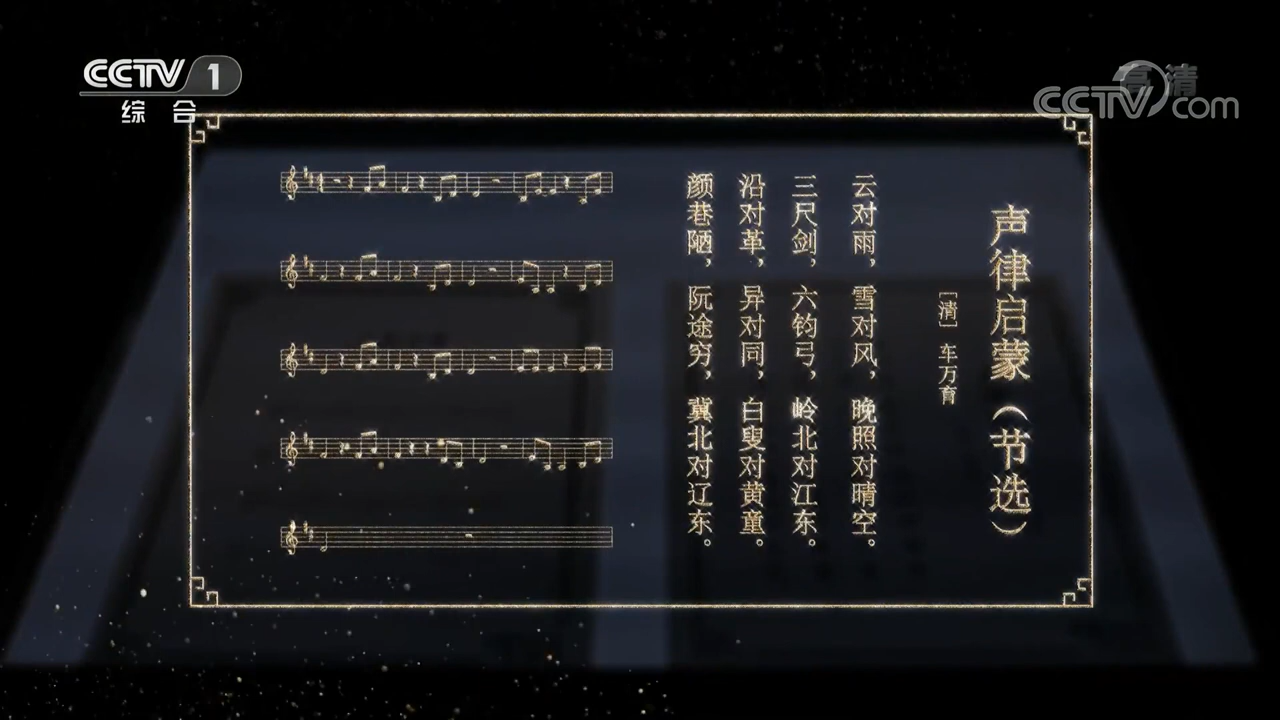 CCTV 1
综合
高清
CCTV.com
声律启蒙（节选）
［清］车万育
云对雨，雪对风，晚照对晴空。
三尺剑，六钧弓，岭北对江东。
沿对革，异对同，白叟对黄童。
颜巷陋，阮途穷，冀北对辽东。